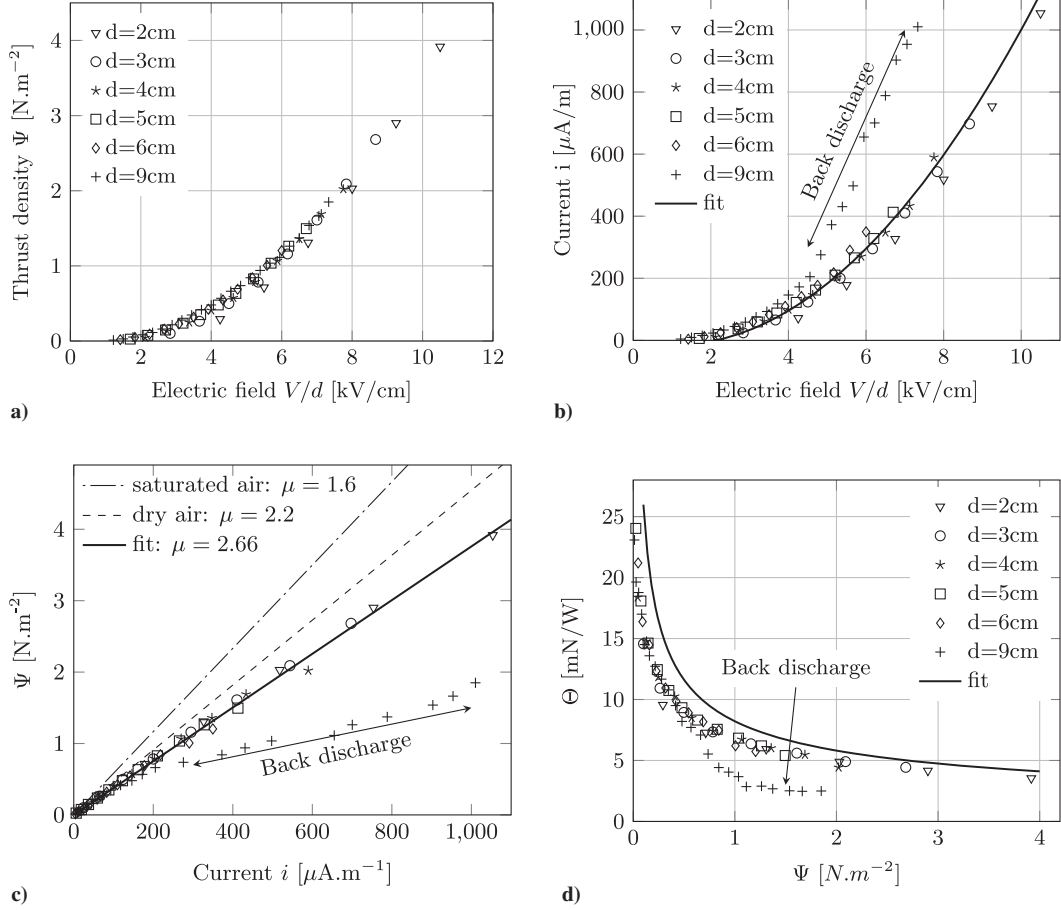 4
3
2
1
0
0 2 4 6 8 10 12
Thrust density Ψ [N.m−2]
Electric field V/d [kV/cm]
d=2cm
d=3cm
d=4cm
d=5cm
d=6cm
d=9cm
a)
1,000
800
600
400
200
0
0 2 4 6 8 10
Current i [μA/m]
Electric field V/d [kV/cm]
d=2cm
d=3cm
d=4cm
d=5cm
d=6cm
d=9cm
fit
Back discharge
b)
saturated air: μ = 1.6
dry air: μ = 2.2
fit: μ = 2.66
4
3
2
1
0
0 200 400 600 800 1,000
Ψ [N.m-2]
Current i [μA.m−1]
Back discharge
c)
25
20
15
10
5
0
0 1 2 3 4
Θ [mN/W]
Ψ [N.m−2]
d=2cm
d=3cm
d=4cm
d=5cm
d=6cm
d=9cm
fit
Back discharge
d)